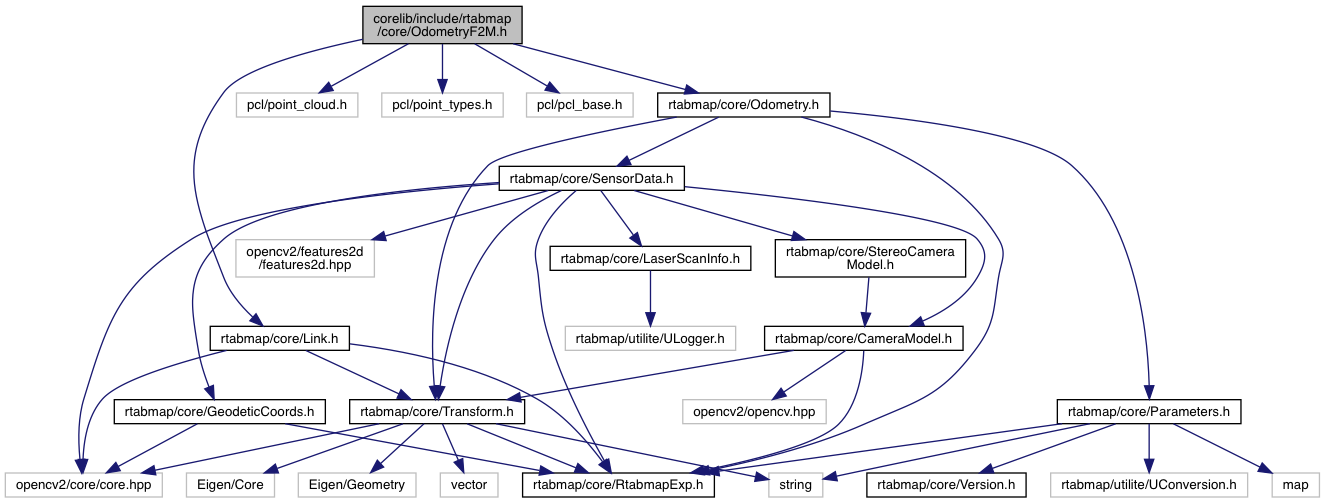 corelib/include/rtabmap
/core/OdometryF2M.h
pcl/point_cloud.h
pcl/point_types.h
pcl/pcl_base.h
rtabmap/core/Odometry.h
rtabmap/core/SensorData.h
opencv2/features2d
/features2d.hpp
rtabmap/core/LaserScanInfo.h
rtabmap/core/StereoCamera
Model.h
rtabmap/core/Link.h
rtabmap/utilite/ULogger.h
rtabmap/core/CameraModel.h
rtabmap/core/GeodeticCoords.h
rtabmap/core/Transform.h
opencv2/opencv.hpp
rtabmap/core/Parameters.h
opencv2/core/core.hpp
Eigen/Core
Eigen/Geometry
vector
rtabmap/core/RtabmapExp.h
string
rtabmap/core/Version.h
rtabmap/utilite/UConversion.h
map